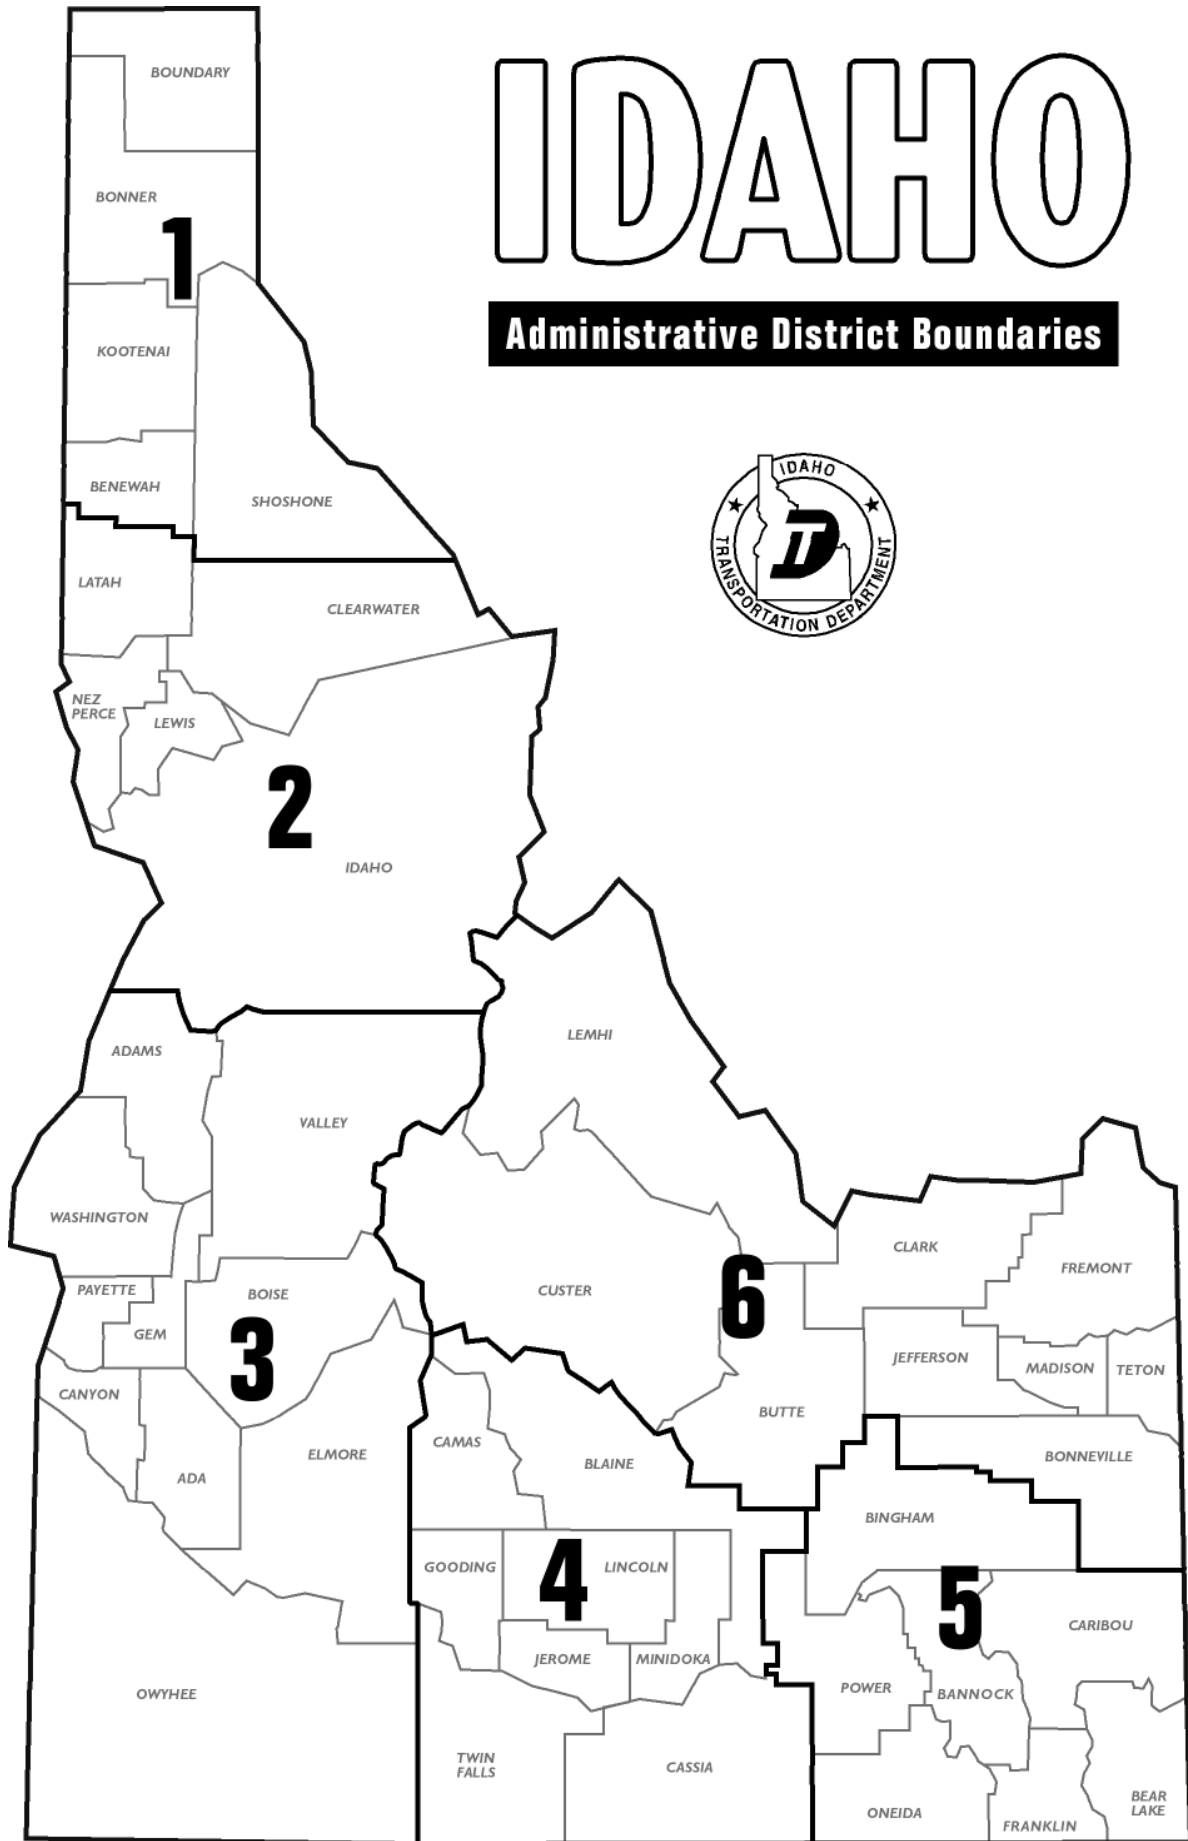 IDAHO
Administrative District Boundaries
IDAHO
TRANSPORTATION DEPARTMENT
IT
BOUNDARY
BONNER
1
KOOTENAI
BENEWAH
SHOSHONE
LATAH
CLEARWATER
NEZ
PERCE
LEWIS
2
IDAHO
LEMHI
ADAMS
VALLEY
WASHINGTON
CLARK
FREMONT
PAYETTE
BOISE
CUSTER
6
GEM
3
JEFFERSON
MADISON
TETON
CANYON
BUTTE
CAMAS
ELMORE
BLAINE
BONNEVILLE
ADA
BINGHAM
GOODING
4
LINCOLN
5
CARIBOU
JEROME
MINIDOKA
OWYHEE
POWER
BANNOCK
TWIN
FALLS
CASSIA
BEAR
LAKE
ONEIDA
FRANKLIN